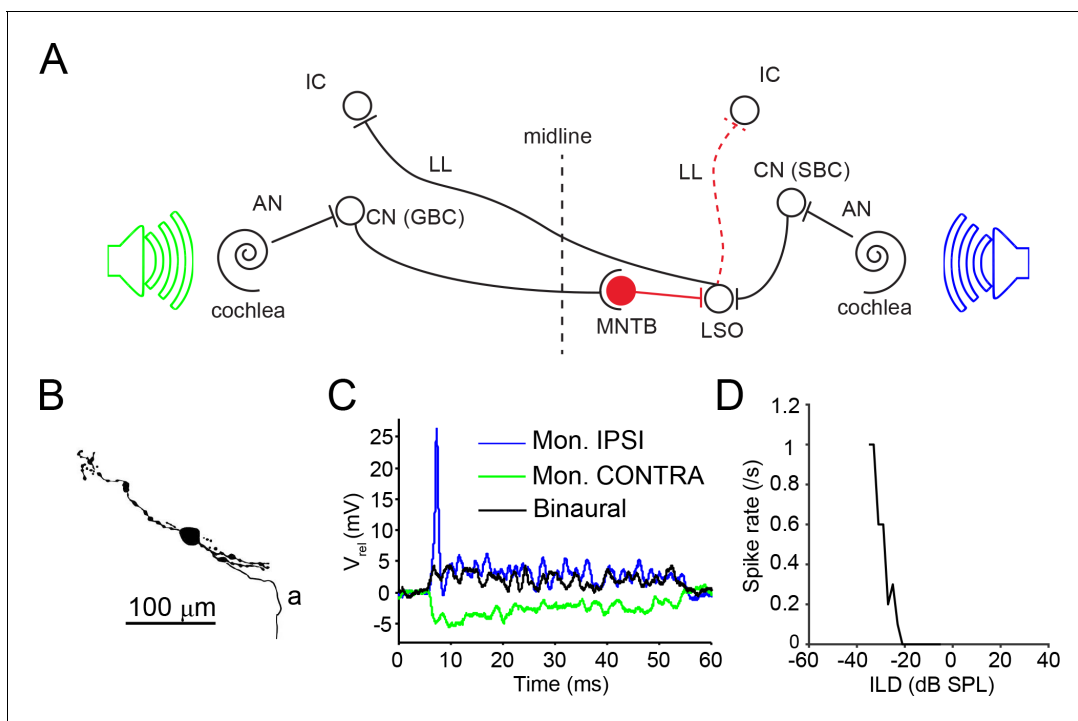 A
IC
IC
midline
LL
CN (SBC)
LL
AN
AN
CN (GBC)
cochlea
cochlea
MNTB
LSO
B
100 μm
a
C
Mon. IPSI
Mon. CONTRA
Binaural
Vrel (mV)
25
20
15
10
5
0
-5
0 10 20 30 40 50 60
Time (ms)
D
Spike rate (/s)
1.2
1
0.8
0.6
0.4
0.2
0
-60 -40 -20 0 20 40
ILD (dB SPL)